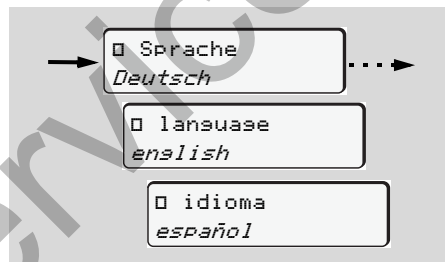 □ Sprache
Deutsch
□ language
english
□ idioma
español